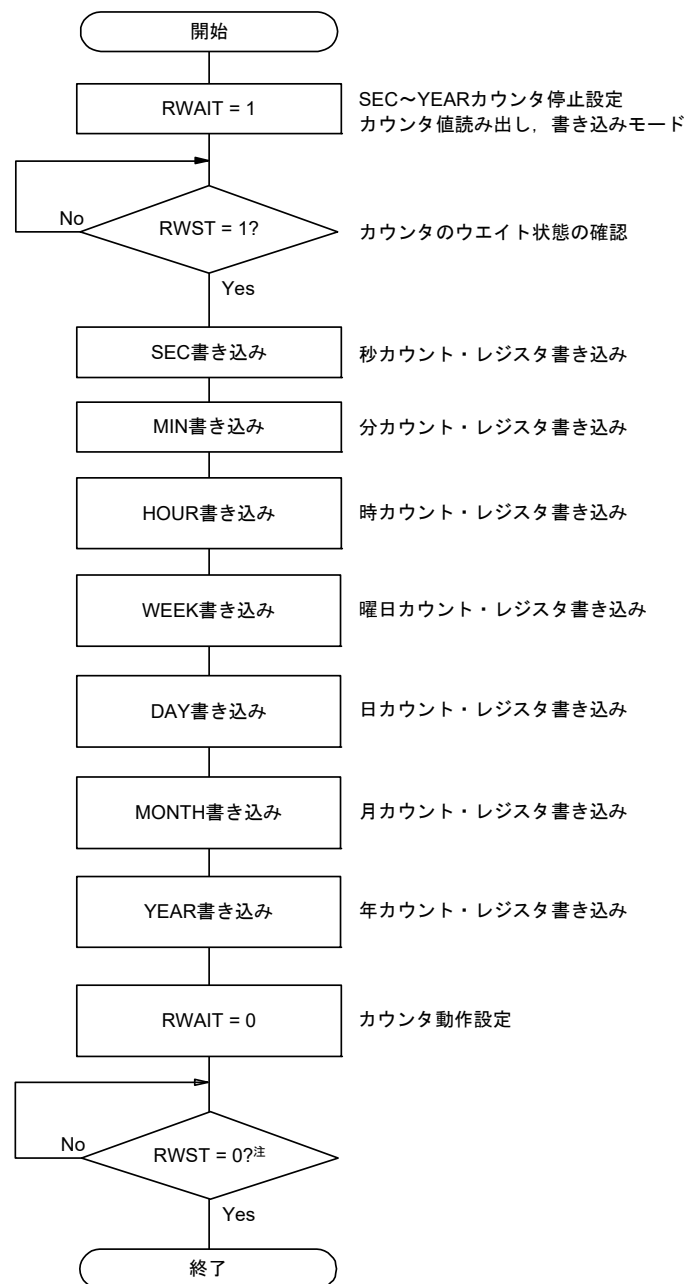 開始
RWAIT = 1
SEC～YEARカウンタ停止設定
カウンタ値読み出し，書き込みモード
No
RWST = 1?
カウンタのウエイト状態の確認
Yes
SEC書き込み
秒カウント・レジスタ書き込み
MIN書き込み
分カウント・レジスタ書き込み
HOUR書き込み
時カウント・レジスタ書き込み
WEEK書き込み
曜日カウント・レジスタ書き込み
DAY書き込み
日カウント・レジスタ書き込み
MONTH書き込み
月カウント・レジスタ書き込み
YEAR書き込み
年カウント・レジスタ書き込み
RWAIT = 0
カウンタ動作設定
No
RWST = 0?注
Yes
終了